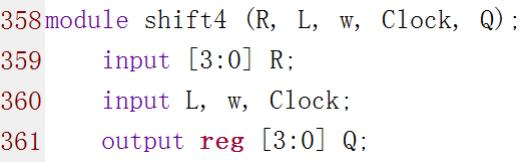 358module shift4 (R, L, w, Clock, Q);
359    input [3:0] R;
360    input L, w, Clock;
361    output reg [3:0] Q;